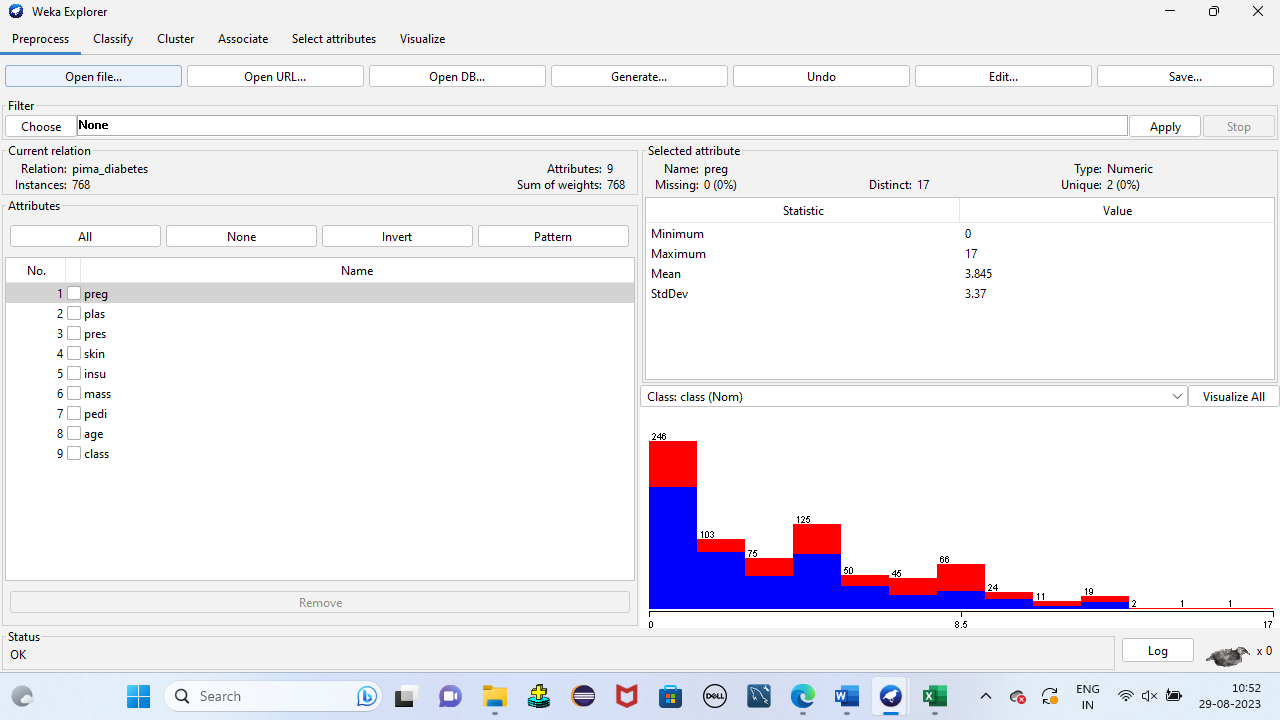 Weka Explorer
Preprocess Classify Cluster Associate Select attributes Visualize
Open file... Open URL... Open DB... Generate... Undo Edit... Save...
Filter
Choose None Apply Stop
Current relation
Relation: pima_diabetes Attributes: 9
Instances: 768 Sum of weights: 768
Attributes
All None Invert Pattern
No. Name
1 preg
2 plas
3 pres
4 skin
5 insu
6 mass
7 pedi
8 age
9 class
Remove
Selected attribute
Name: preg Type: Numeric
Missing: 0 (0%) Distinct: 17 Unique: 2 (0%)
Statistic Value
Minimum 0
Maximum 17
Mean 3.845
StdDev 3.37
Class: class (Nom) Visualize All
246
103
75
125
50
45
66
24
11
19
2
1
1
0 8.5 17
Status
OK
Log x 0
Search
DELL
ENG
IN
10:52
29-08-2023